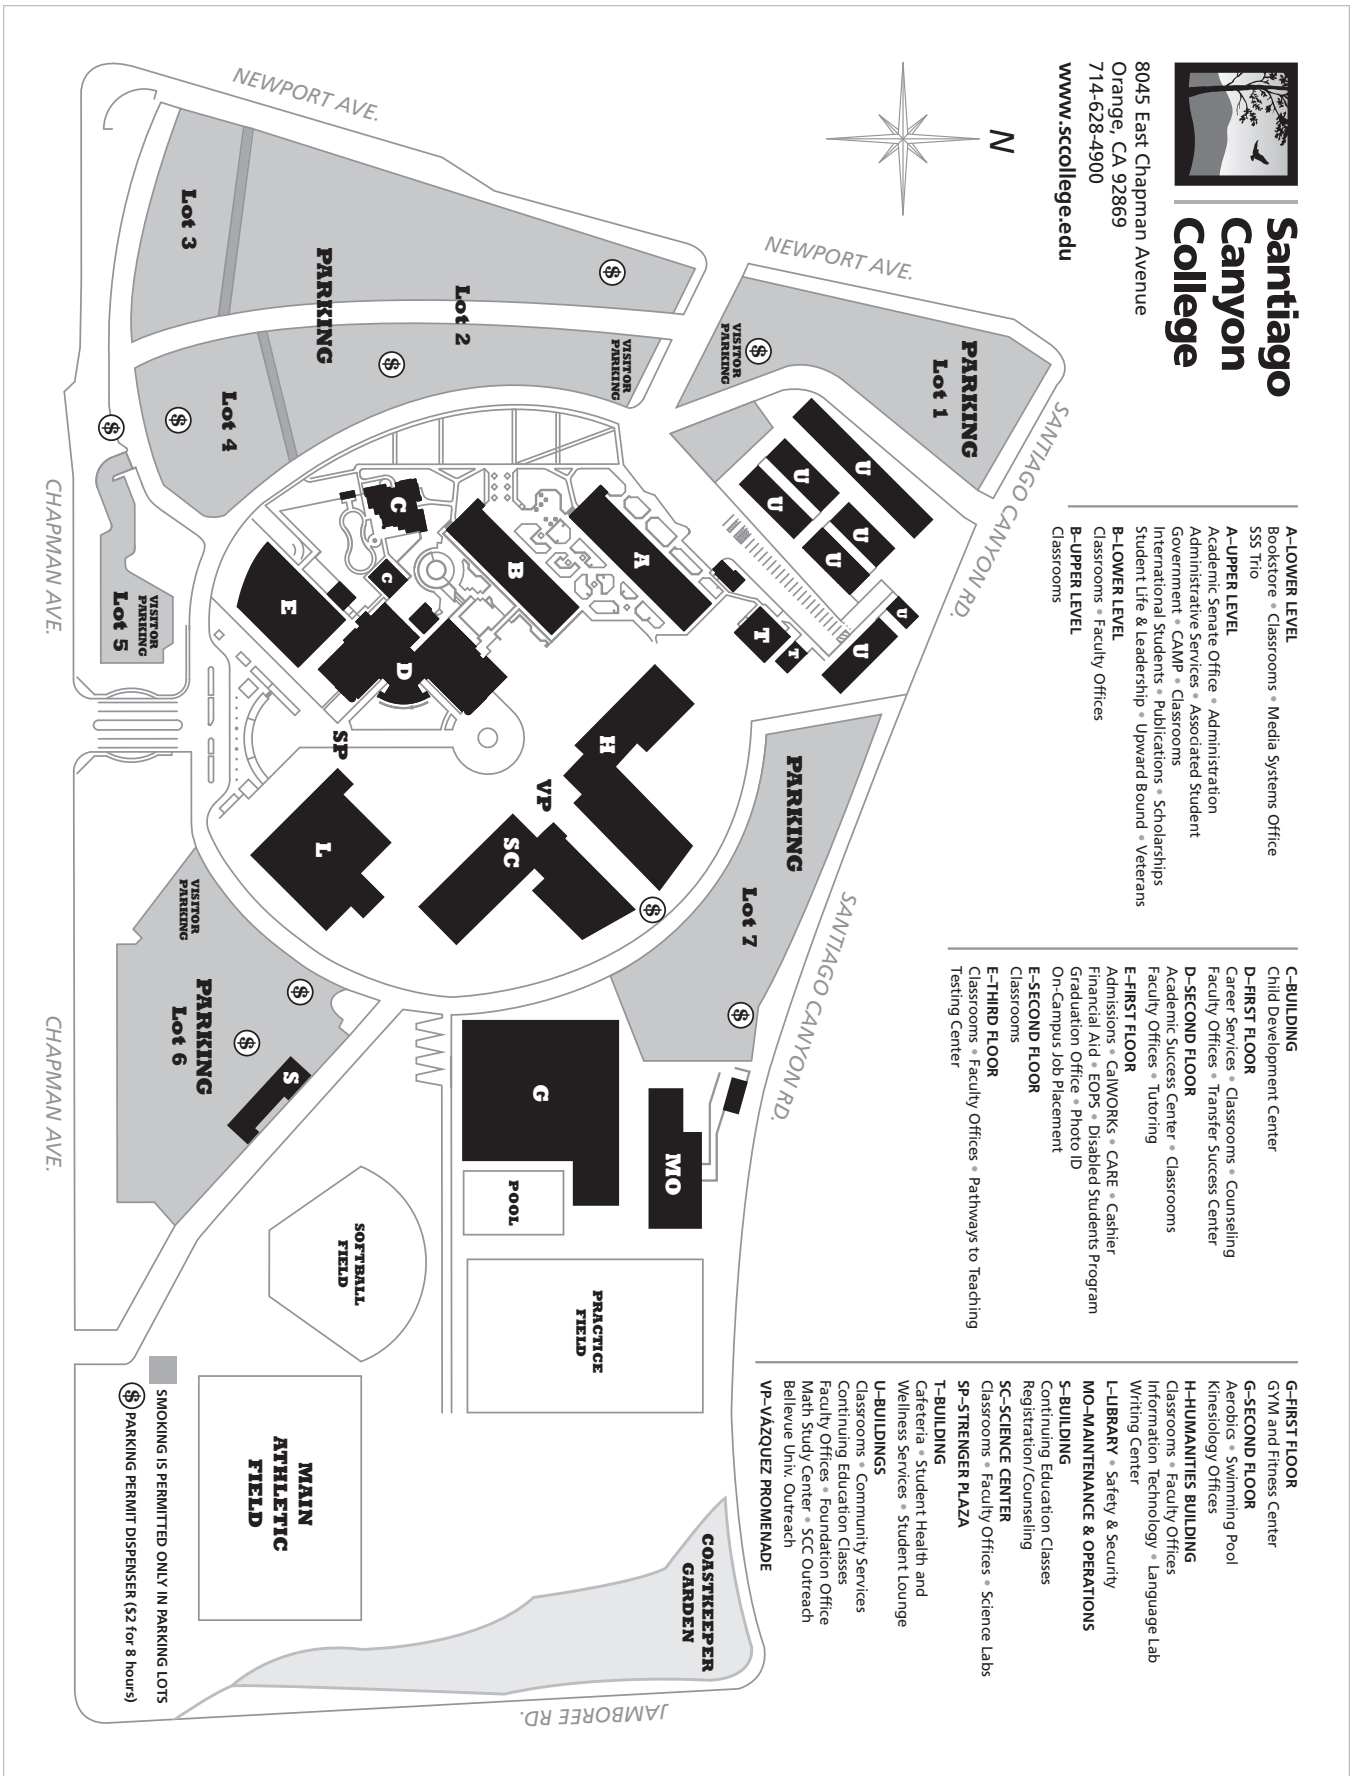 Santiago
Canyon
College
8045 East Chapman Avenue
Orange, CA 92869
714-628-4900
www.sccollege.edu
N
A–LOWER LEVEL
Bookstore • Classrooms • Media Systems Office
SSS Trio
A–UPPER LEVEL
Academic Senate Office • Administration
Administrative Services • Associated Student
Government • CAMP • Classrooms
International Students • Publications • Scholarships
Student Life & Leadership • Upward Bound • Veterans
B–LOWER LEVEL
Classrooms • Faculty Offices
B–UPPER LEVEL
Classrooms
C–BUILDING
Child Development Center
D–FIRST FLOOR
Career Services • Classrooms • Counseling
Faculty Offices • Transfer Success Center
D–SECOND FLOOR
Academic Success Center • Classrooms
Faculty Offices • Tutoring
E–FIRST FLOOR
Admissions • CalWORKs • CARE • Cashier
Financial Aid • EOPS • Disabled Students Program
Graduation Office • Photo ID
On-Campus Job Placement
E–SECOND FLOOR
Classrooms
E–THIRD FLOOR
Classrooms • Faculty Offices • Pathways to Teaching
Testing Center
G–FIRST FLOOR
GYM and Fitness Center
G–SECOND FLOOR
Aerobics • Swimming Pool
Kinesiology Offices
H–HUMANITIES BUILDING
Classrooms • Faculty Offices
Information Technology • Language Lab
Writing Center
L–LIBRARY • Safety & Security
MO–MAINTENANCE & OPERATIONS
S–BUILDING
Continuing Education Classes
Registration/Counseling
SC–SCIENCE CENTER
Classrooms • Faculty Offices • Science Labs
SP–STRENGER PLAZA
T–BUILDING
Cafeteria • Student Health and
Wellness Services • Student Lounge
U–BUILDINGS
Classrooms • Community Services
Continuing Education Classes
Faculty Offices • Foundation Office
Math Study Center • SCC Outreach
Bellevue Univ. Outreach
VP–VÁZQUEZ PROMENADE
NEWPORT AVE.
SANTIAGO CANYON RD.
PARKING
Lot 1
VISITOR
PARKING
$
U
U
U
U
U
U
U
T
T
NEWPORT AVE.
$
VISITOR
PARKING
Lot 2
$
PARKING
Lot 3
Lot 4
$
$
A
B
C
C
D
E
H
VP
SC
SP
L
$
PARKING
Lot 7
$
SANTIAGO CANYON RD.
VISITOR
PARKING
Lot 5
CHAPMAN AVE.
VISITOR
PARKING
PARKING
Lot 6
$
$
S
CHAPMAN AVE.
G
MO
POOL
SOFTBALL
FIELD
PRACTICE
FIELD
MAIN
ATHLETIC
FIELD
COASTKEEPER
GARDEN
JAMBOREE RD.
SMOKING IS PERMITTED ONLY IN PARKING LOTS
$ PARKING PERMIT DISPENSER ($2 for 8 hours)